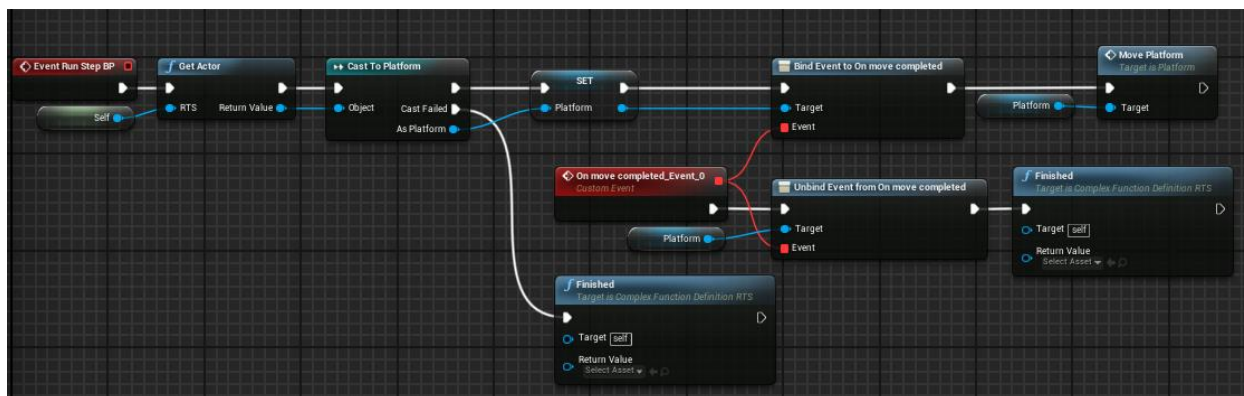 Event Run Step BP
Self
Get Actor
RTS
Return Value
Cast To Platform
Object
Cast Failed
As Platform
SET
Platform
Bind Event to On move completed
Target
Event
Platform
Move Platform
Target is Platform
Target
On move completed_Event_0
Custom Event
Platform
Unbind Event from On move completed
Target
Event
Finished
Target is Complex Function Definition RTS
Target self
Return Value
Select Asset
Finished
Target is Complex Function Definition RTS
Target self
Return Value
Select Asset